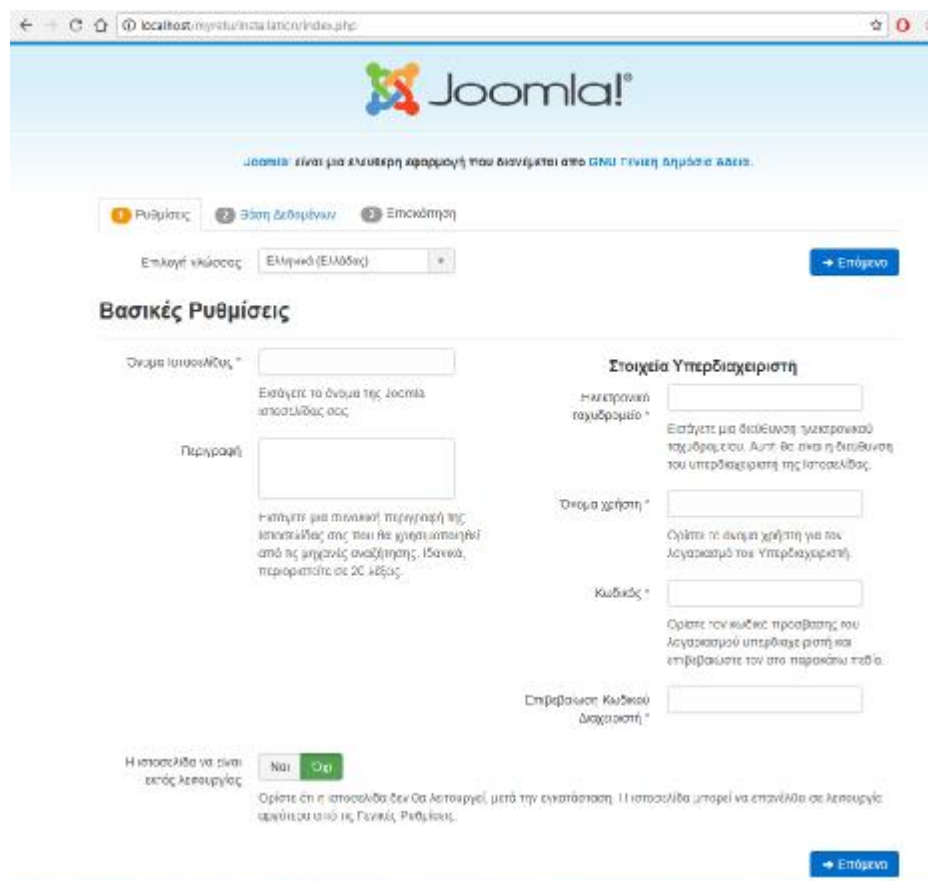 localhost/myretu/installation/index.php
Joomla!®
Joomla! είναι μια ελεύθερη εφαρμογή που διανέμεται απο GNU Γενική Δημόσια Άδεια.
1 Ρυθμίσεις 2 Βάση Δεδομένων 3 Επισκόπηση
Επιλογή γλώσσας Ελληνικά (Ελλάδας) → Επόμενο
Βασικές Ρυθμίσεις
Όνομα Ιστοσελίδας *
Εισάγετε το όνομα της Joomla
ιστοσελίδας σας.
Περιγραφή
Εισάγετε μια συνολική περιγραφή της
Ιστοσελίδας σας που θα χρησιμοποιηθεί
από τις μηχανές αναζήτησης. Ιδανικά,
περιοριστείτε σε 20 λέξεις.
Στοιχεία Υπερδιαχειριστή
Ηλεκτρονικό
ταχυδρομείο *
Εισάγετε μια διεύθυνση ηλεκτρονικού
ταχυδρομείου. Αυτή θα είναι η διεύθυνση
του υπερδιαχειριστή της Ιστοσελίδας.
Όνομα χρήστη *
Ορίστε το όνομα χρήστη για τον
λογαριασμό του Υπερδιαχειριστή.
Κωδικός *
Ορίστε τον κωδικό πρόσβασης του
λογαριασμού υπερδιαχειριστή και
επιβεβαιώστε τον στο παρακάτω πεδίο.
Επιβεβαίωση Κωδικού
Διαχειριστή *
Η ιστοσελίδα να είναι
εκτός λειτουργίας
Ναι Όχι
Ορίστε ότι η ιστοσελίδα δεν θα λειτουργεί, μετά την εγκατάσταση. Η ιστοσελίδα μπορεί να επανέλθει σε λειτουργία
αργότερα από τις Γενικές Ρυθμίσεις.
→ Επόμενο